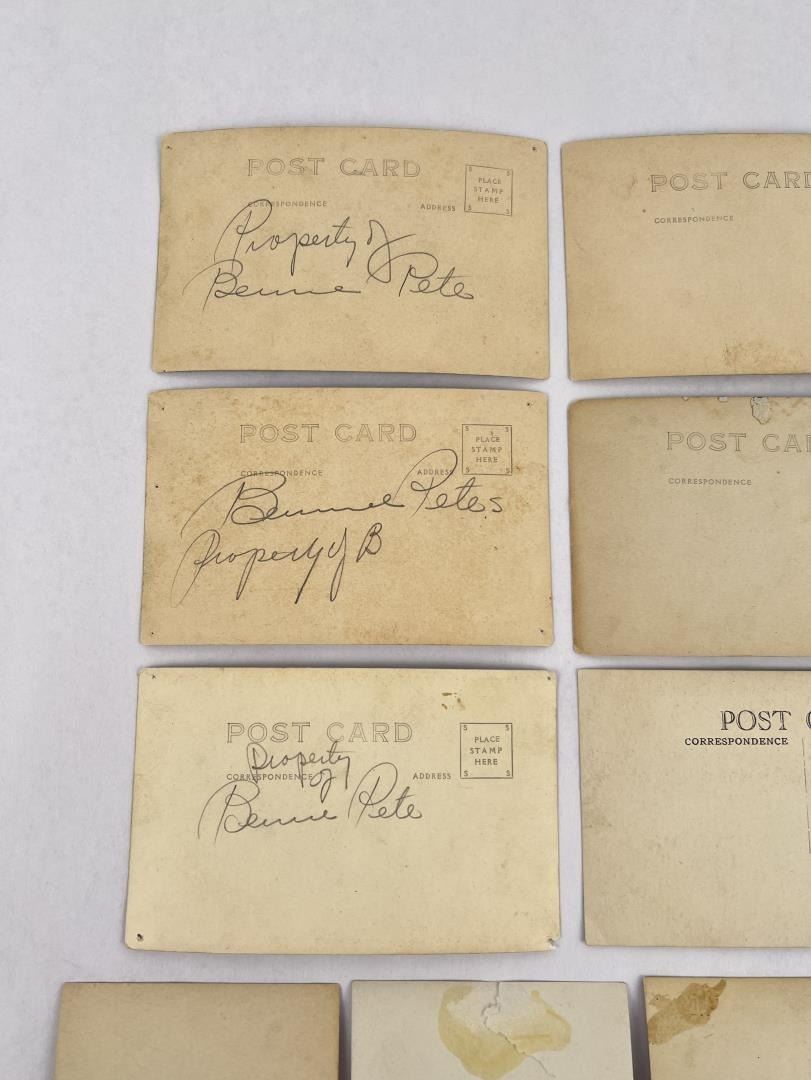 POST CARD
PLACE
STAMP
HERE
CORRESPONDENCE ADDRESS
Property of
Bennie Pete
POST CARD
CORRESPONDENCE
POST CARD
PLACE
STAMP
HERE
CORRESPONDENCE ADDRESS
Bennie Petes
Property of B
POST CA
CORRESPONDENCE
POST CARD
PLACE
STAMP
HERE
CORRESPONDENCE ADDRESS
Property
of
Bennie Pete
POST
CORRESPONDENCE